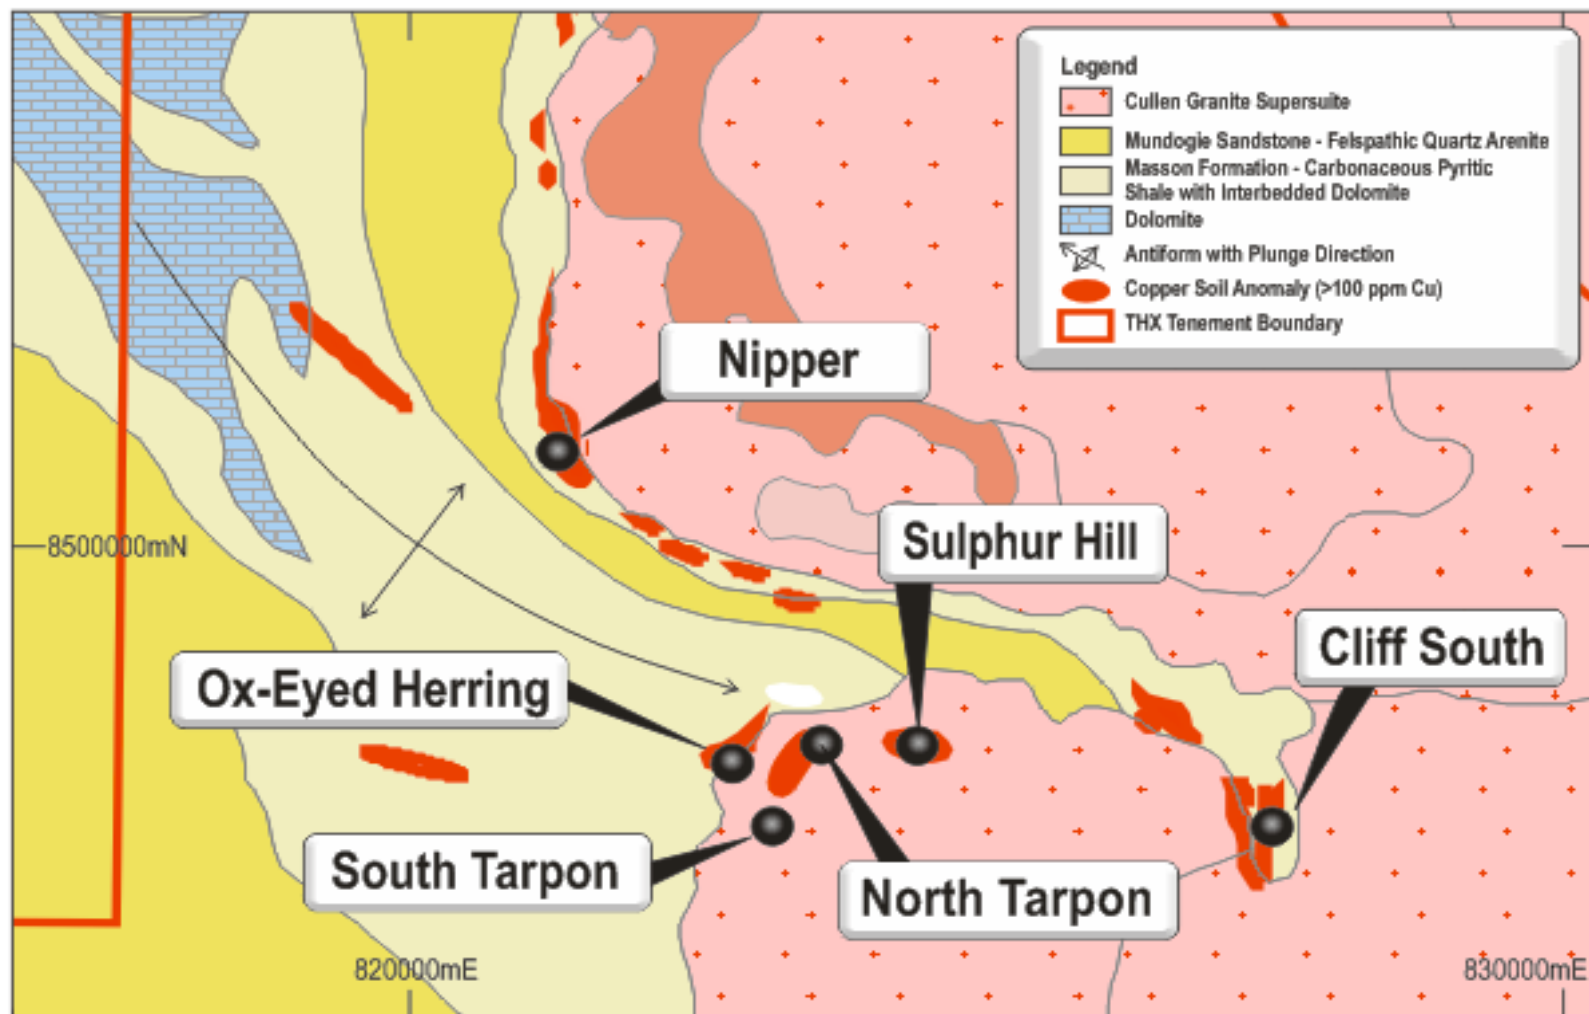 Legend
Cullen Granite Supersuite
Mundogie Sandstone - Felspathic Quartz Arenite
Masson Formation - Carbonaceous Pyritic
Shale with Interbedded Dolomite
Dolomite
Antiform with Plunge Direction
Copper Soil Anomaly (>100 ppm Cu)
THX Tenement Boundary
Nipper
8500000mN
Sulphur Hill
Cliff South
Ox-Eyed Herring
South Tarpon
North Tarpon
820000mE
830000mE